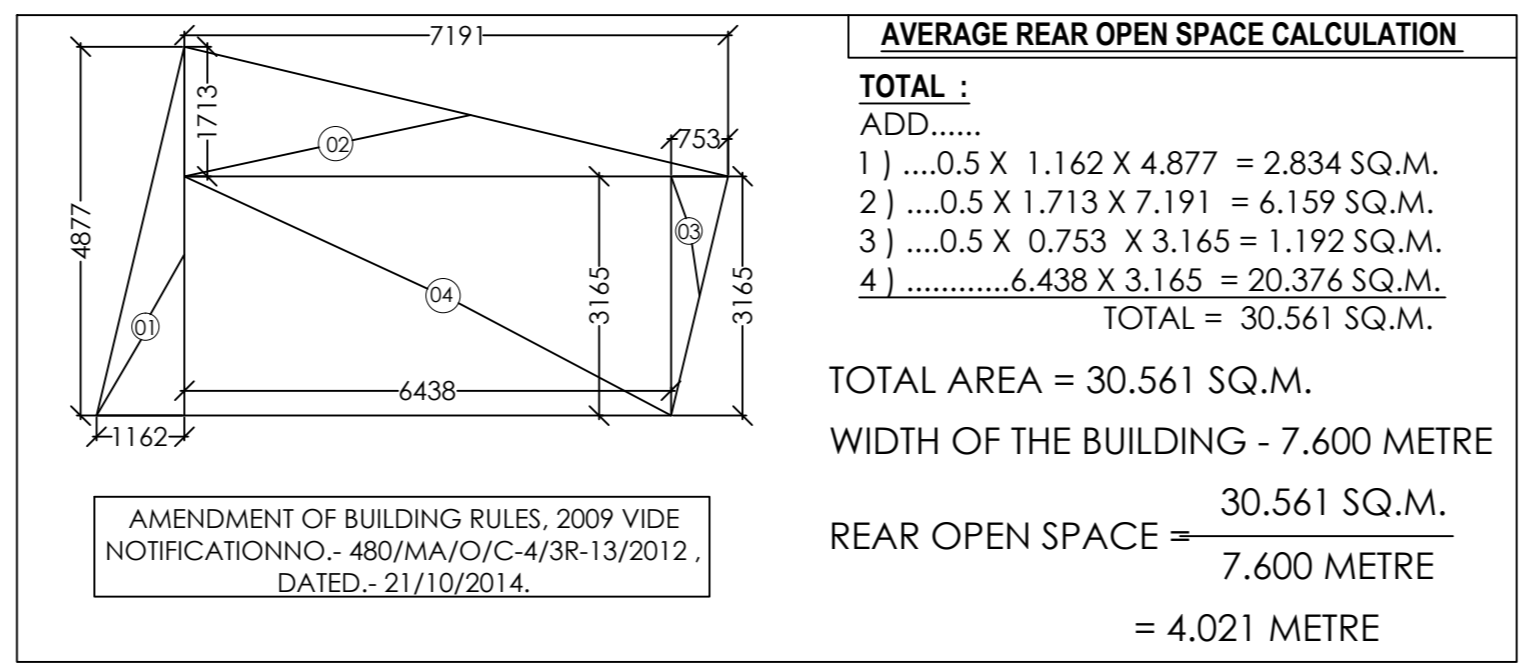 7191
1713
02
753
4877
03
3165
3165
04
01
6438
1162
AMENDMENT OF BUILDING RULES, 2009 VIDE
NOTIFICATIONNO.- 480/MA/O/C-4/3R-13/2012 ,
DATED.- 21/10/2014.
AVERAGE REAR OPEN SPACE CALCULATION
TOTAL :
ADD......
1 ) ....0.5 X 1.162 X 4.877 = 2.834 SQ.M.
2 ) ....0.5 X 1.713 X 7.191 = 6.159 SQ.M.
3 ) ....0.5 X 0.753 X 3.165 = 1.192 SQ.M.
4 ) ............6.438 X 3.165 = 20.376 SQ.M.
TOTAL = 30.561 SQ.M.
TOTAL AREA = 30.561 SQ.M.
WIDTH OF THE BUILDING - 7.600 METRE
30.561 SQ.M.
REAR OPEN SPACE =
7.600 METRE
= 4.021 METRE